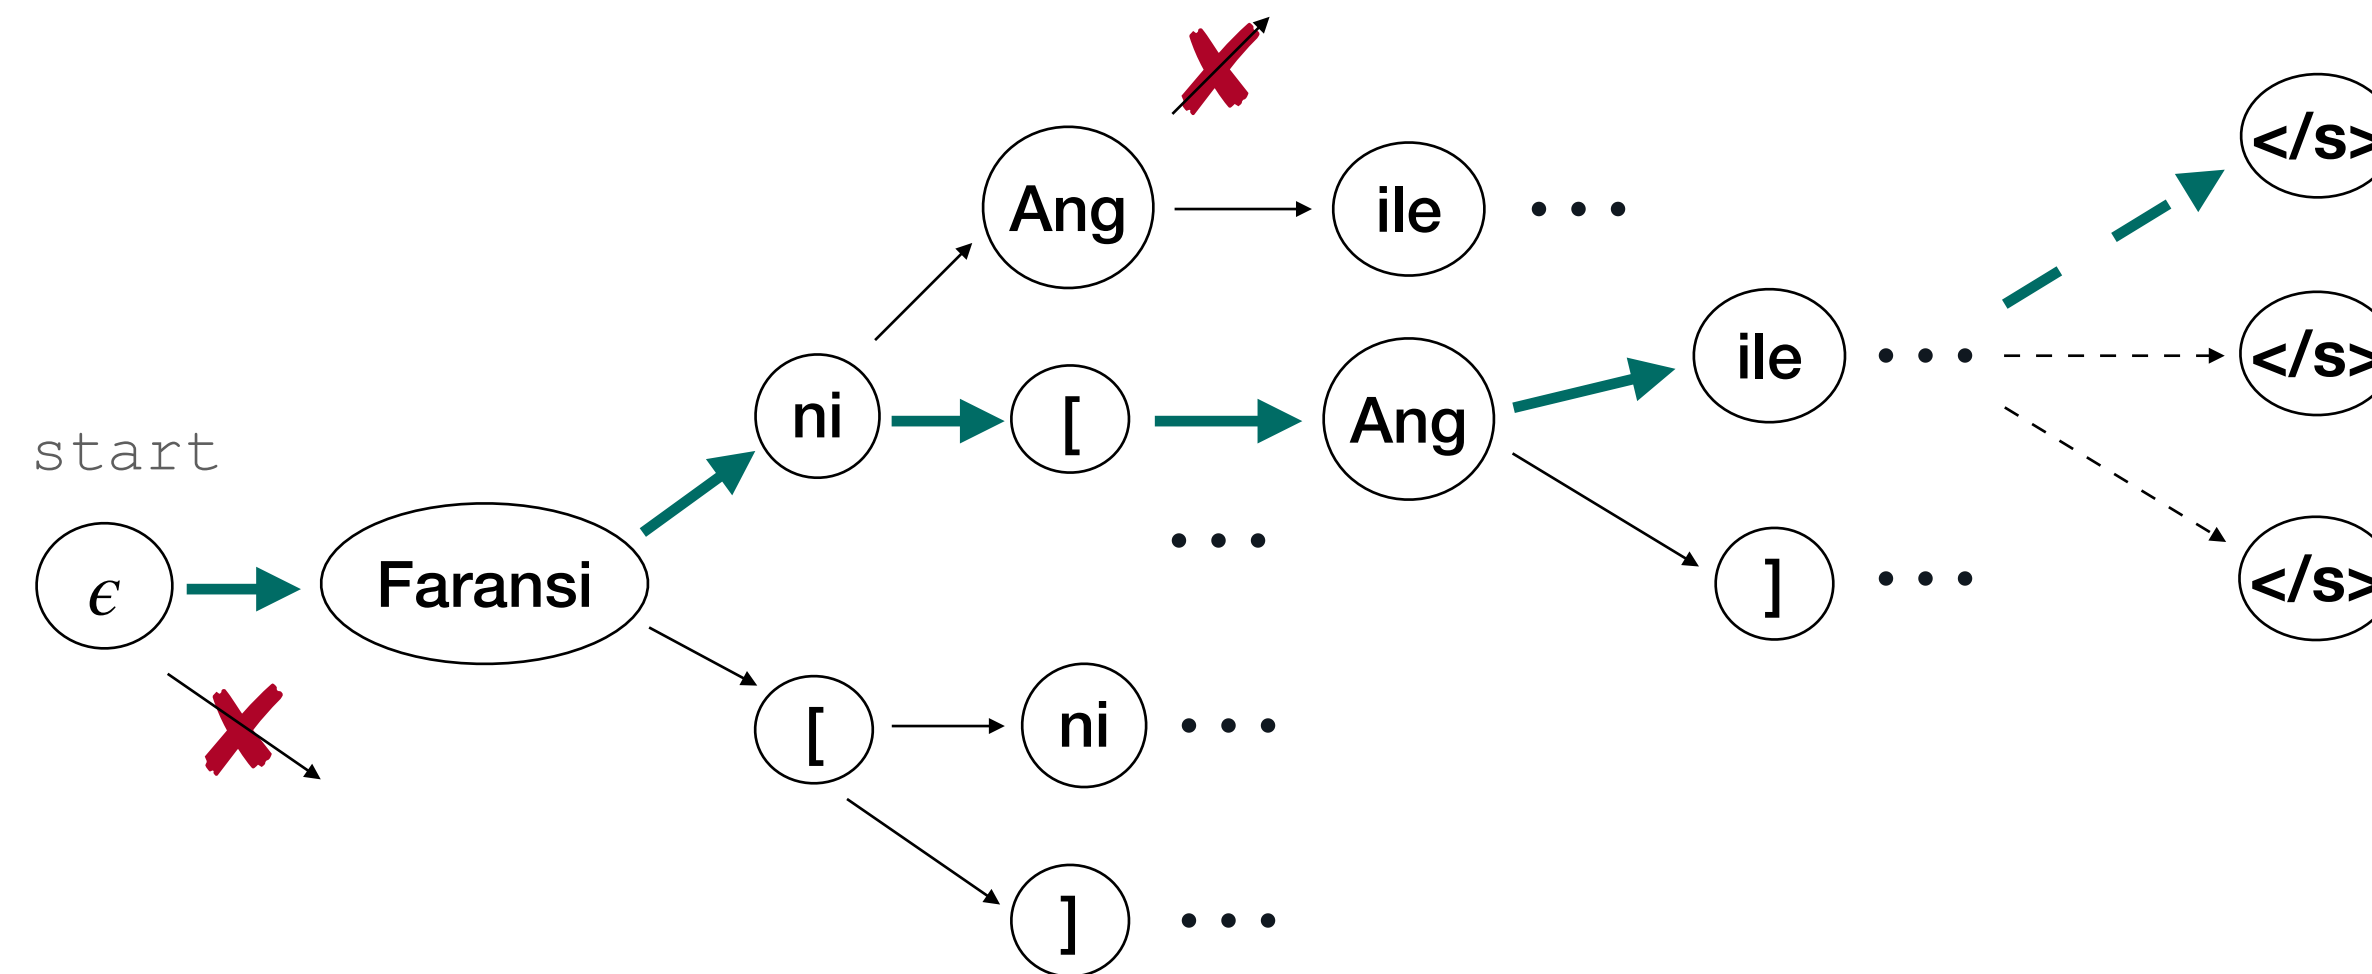 Ang ile • • •
</s>
ni [ Ang ile • • •
</s>
start
• • •
ϵ Faransi
] • • •
</s>
[ ni • • •
] • • •